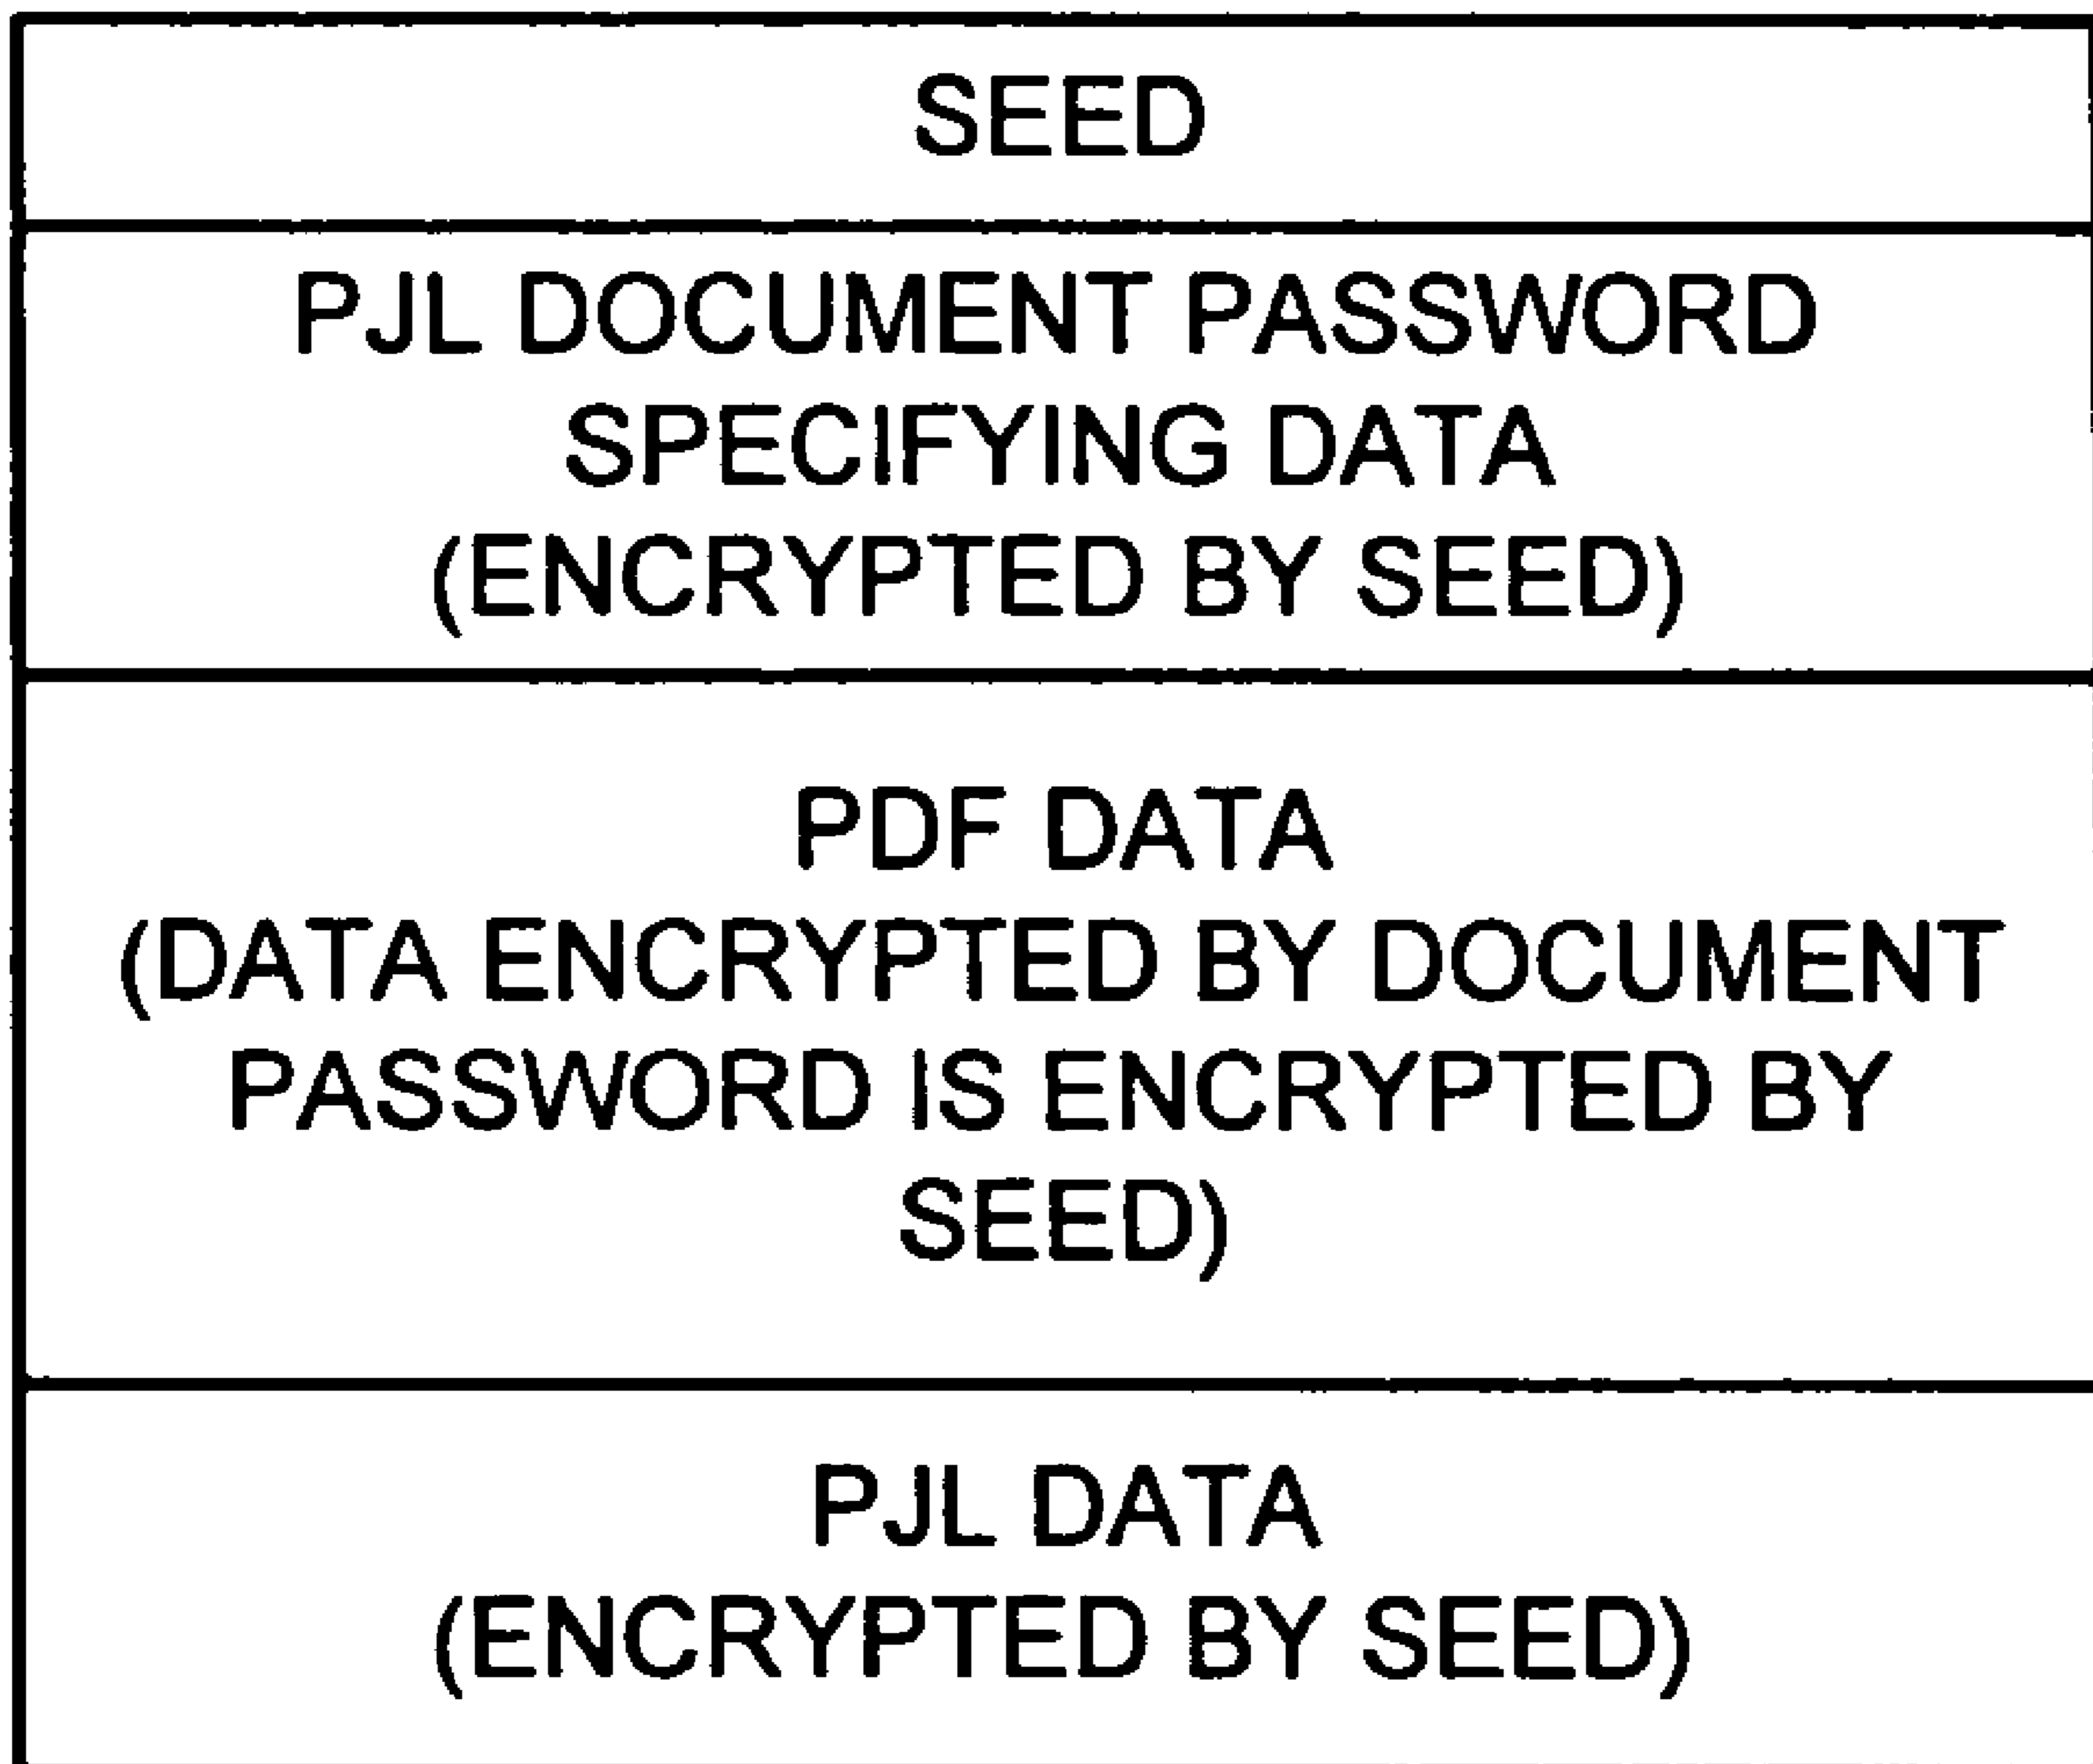 SEED
PJL DOCUMENT PASSWORD
SPECIFYING DATA
(ENCRYPTED BY SEED)
PDF DATA
(DATA ENCRYPTED BY DOCUMENT
PASSWORD IS ENCRYPTED BY
SEED)
PJL DATA
(ENCRYPTED BY SEED)